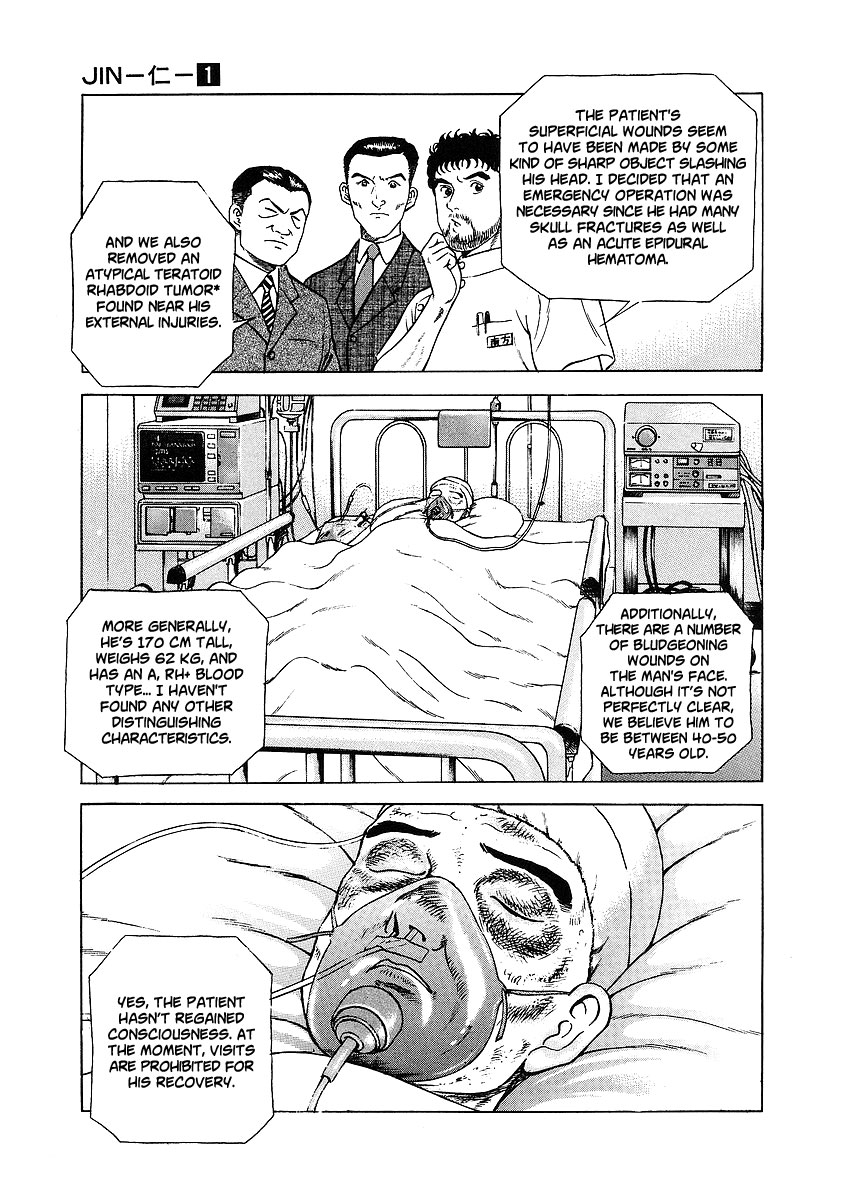 JIN－仁－1
THE PATIENT'S
SUPERFICIAL WOUNDS SEEM
TO HAVE BEEN MADE BY SOME
KIND OF SHARP OBJECT SLASHING
HIS HEAD. I DECIDED THAT AN
EMERGENCY OPERATION WAS
NECESSARY SINCE HE HAD MANY
SKULL FRACTURES AS WELL
AS AN ACUTE EPIDURAL
HEMATOMA.
AND WE ALSO
REMOVED AN
ATYPICAL TERATOID
RHABDOID TUMOR*
FOUND NEAR HIS
EXTERNAL INJURIES.
南方
ADDITIONALLY,
THERE ARE A NUMBER
OF BLUDGEONING
WOUNDS ON
THE MAN'S FACE.
ALTHOUGH IT'S NOT
PERFECTLY CLEAR,
WE BELIEVE HIM TO
BE BETWEEN 40-50
YEARS OLD.
MORE GENERALLY,
HE'S 170 CM TALL,
WEIGHS 62 KG, AND
HAS AN A, RH+ BLOOD
TYPE... I HAVEN'T
FOUND ANY OTHER
DISTINGUISHING
CHARACTERISTICS.
YES, THE PATIENT
HASN'T REGAINED
CONSCIOUSNESS. AT
THE MOMENT, VISITS
ARE PROHIBITED FOR
HIS RECOVERY.